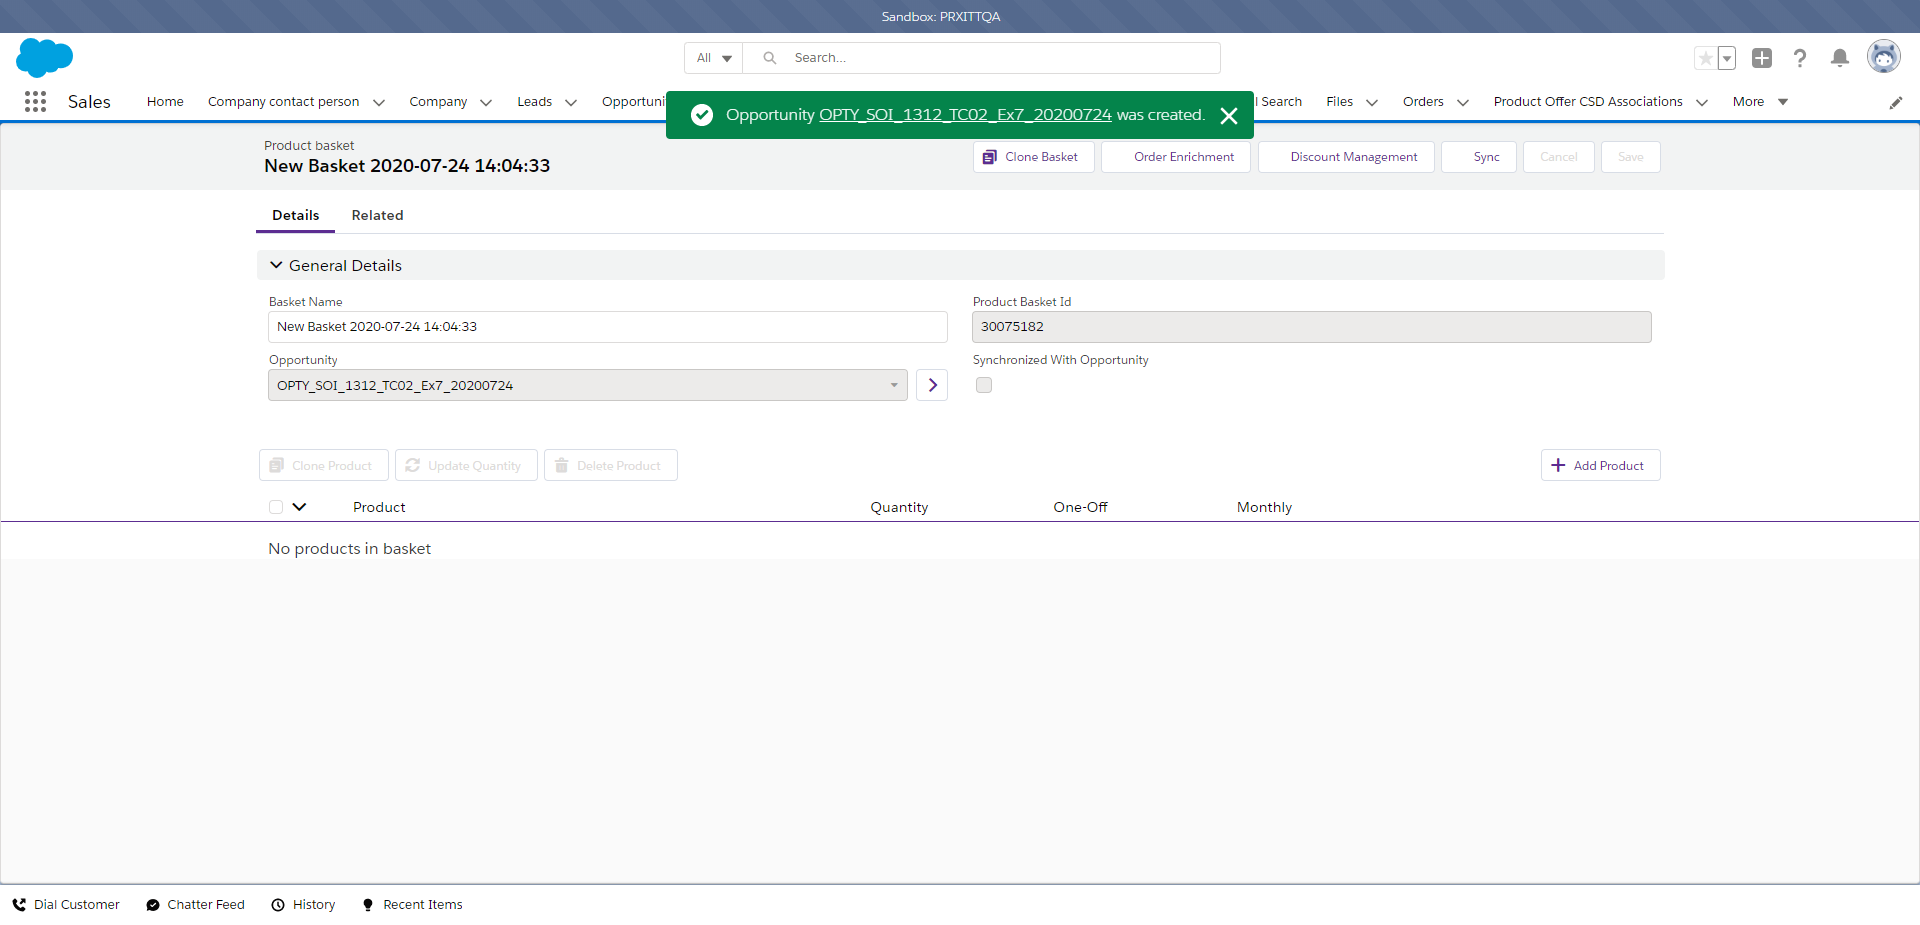 Sandbox: PRXITTQA
All
Search...
Sales
Home
Company contact person
Company
Leads
Opportuni
l Search
Files
Orders
Product Offer CSD Associations
More
Opportunity OPTY_SOI_1312_TC02_Ex7_20200724 was created.
Product basket
New Basket 2020-07-24 14:04:33
Clone Basket
Order Enrichment
Discount Management
Sync
Cancel
Save
Details
Related
General Details
Basket Name
New Basket 2020-07-24 14:04:33
Product Basket Id
30075182
Opportunity
OPTY_SOI_1312_TC02_Ex7_20200724
Synchronized With Opportunity
Clone Product
Update Quantity
Delete Product
Add Product
Product
Quantity
One-Off
Monthly
No products in basket
Dial Customer
Chatter Feed
History
Recent Items